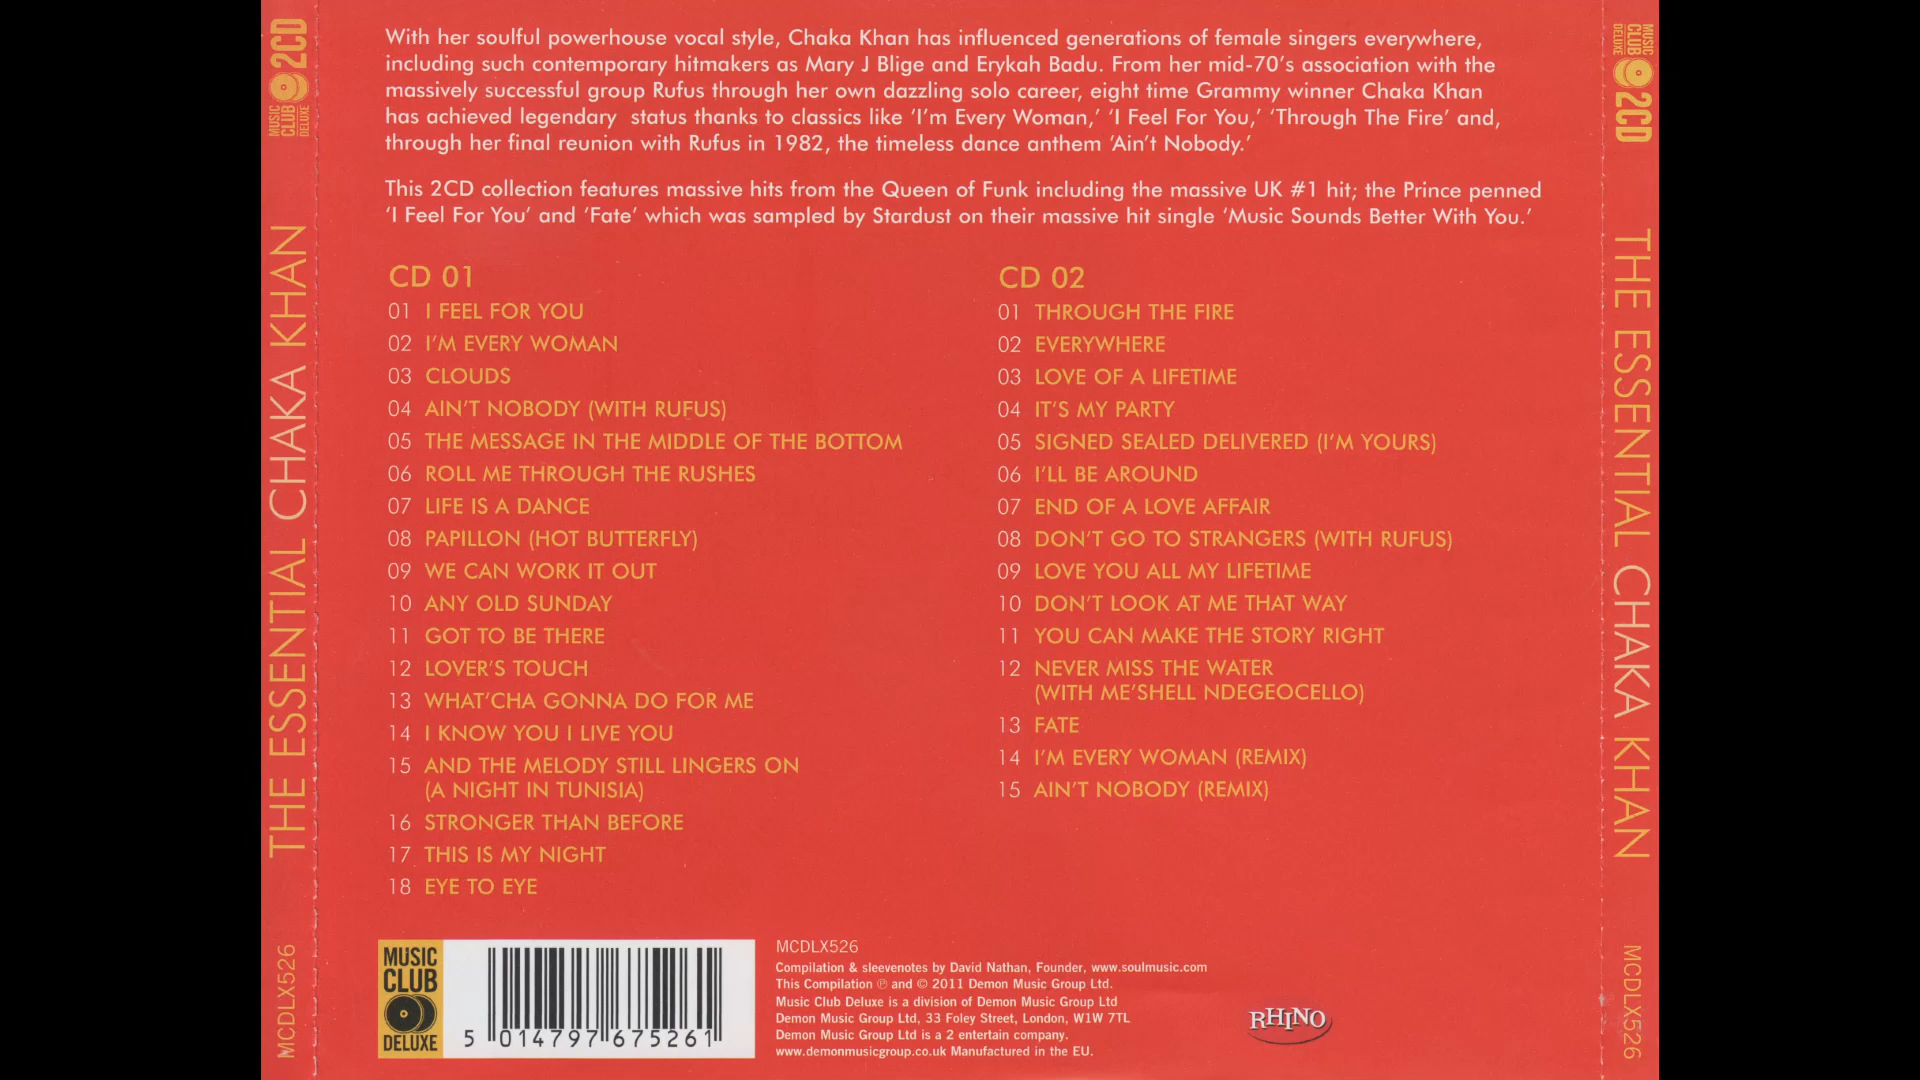 With her soulful powerhouse vocal style, Chaka Khan has influenced generations of female singers everywhere,
including such contemporary hitmakers as Mary J Blige and Erykah Badu. From her mid-70's association with the
massively successful group Rufus through her own dazzling solo career, eight time Grammy winner Chaka Khan
has achieved legendary status thanks to classics like 'I'm Every Woman,' 'I Feel For You,' 'Through The Fire' and,
through her final reunion with Rufus in 1982, the timeless dance anthem 'Ain't Nobody.'
This 2CD collection features massive hits from the Queen of Funk including the massive UK #1 hit; the Prince penned
'I Feel For You' and 'Fate' which was sampled by Stardust on their massive hit single 'Music Sounds Better With You.'
CD 01
01 I FEEL FOR YOU
02 I'M EVERY WOMAN
03 CLOUDS
04 AIN'T NOBODY (WITH RUFUS)
05 THE MESSAGE IN THE MIDDLE OF THE BOTTOM
06 ROLL ME THROUGH THE RUSHES
07 LIFE IS A DANCE
08 PAPILLON (HOT BUTTERFLY)
09 WE CAN WORK IT OUT
10 ANY OLD SUNDAY
11 GOT TO BE THERE
12 LOVER'S TOUCH
13 WHAT'CHA GONNA DO FOR ME
14 I KNOW YOU I LIVE YOU
15 AND THE MELODY STILL LINGERS ON
(A NIGHT IN TUNISIA)
16 STRONGER THAN BEFORE
17 THIS IS MY NIGHT
18 EYE TO EYE
CD 02
01 THROUGH THE FIRE
02 EVERYWHERE
03 LOVE OF A LIFETIME
04 IT'S MY PARTY
05 SIGNED SEALED DELIVERED (I'M YOURS)
06 I'LL BE AROUND
07 END OF A LOVE AFFAIR
08 DON'T GO TO STRANGERS (WITH RUFUS)
09 LOVE YOU ALL MY LIFETIME
10 DON'T LOOK AT ME THAT WAY
11 YOU CAN MAKE THE STORY RIGHT
12 NEVER MISS THE WATER
(WITH ME'SHELL NDEGEOCELLO)
13 FATE
14 I'M EVERY WOMAN (REMIX)
15 AIN'T NOBODY (REMIX)
MUSIC
CLUB
DELUXE
5 014797 675261
MCDLX526
Compilation & sleevenotes by David Nathan, Founder, www.soulmusic.com
This Compilation ℗ and © 2011 Demon Music Group Ltd.
Music Club Deluxe is a division of Demon Music Group Ltd
Demon Music Group Ltd, 33 Foley Street, London, W1W 7TL
Demon Music Group Ltd is a 2 entertain company.
www.demonmusicgroup.co.uk Manufactured in the EU.
RHINO
MCDLX526
THE ESSENTIAL CHAKA KHAN
MUSIC
CLUB
DELUXE
2CD
MUSIC
CLUB
DELUXE
2CD
THE ESSENTIAL CHAKA KHAN
MCDLX526